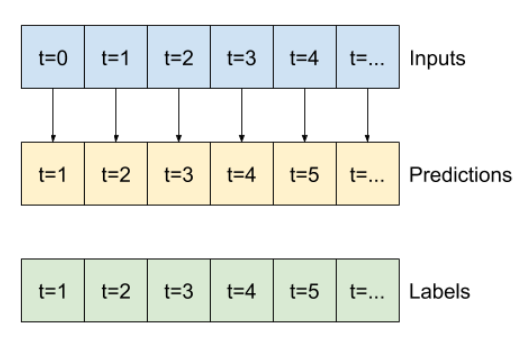 t=0 t=1 t=2 t=3 t=4 t=... Inputs
t=1 t=2 t=3 t=4 t=5 t=... Predictions
t=1 t=2 t=3 t=4 t=5 t=... Labels